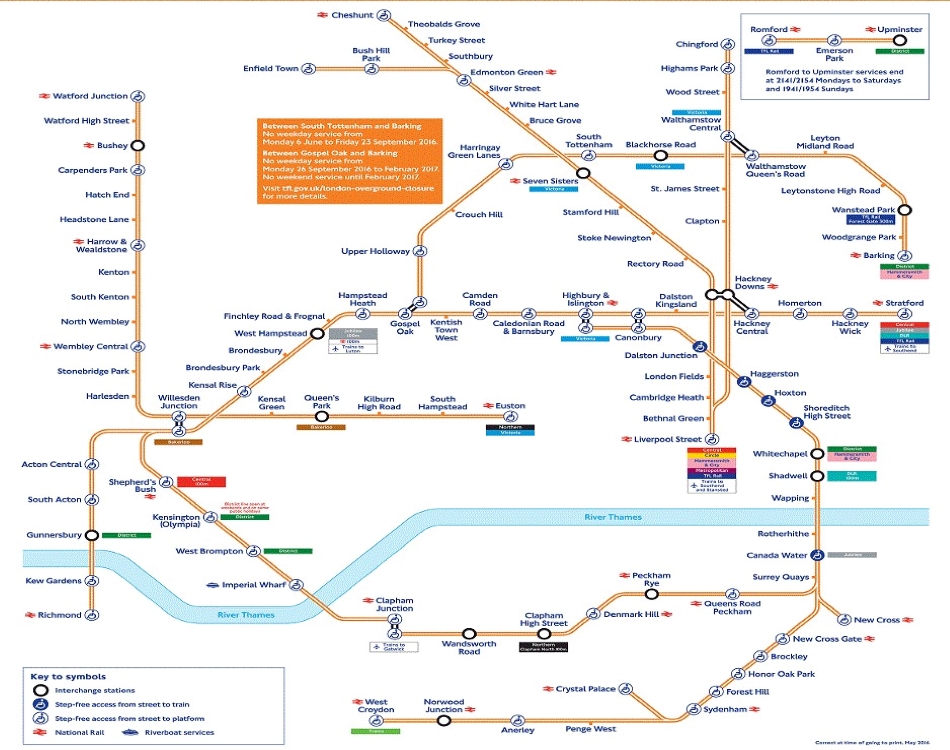 Cheshunt
Theobalds Grove
Turkey Street
Southbury
Bush Hill
Park
Enfield Town
Edmonton Green
Silver Street
White Hart Lane
Bruce Grove
Chingford
Highams Park
Wood Street
Victoria
Walthamstow
Central
Romford
Upminster
TfL Rail
Emerson
Park
District
Romford to Upminster services end
at 2141/2154 Mondays to Saturdays
and 1941/1954 Sundays
Watford Junction
Watford High Street
Bushey
Carpenders Park
Hatch End
Headstone Lane
Harrow &
Wealdstone
Kenton
South Kenton
North Wembley
Wembley Central
Stonebridge Park
Harlesden
Between South Tottenham and Barking
No weekday service from
Monday 6 June to Friday 23 September 2016.
Between Gospel Oak and Barking
No weekday service from
Monday 26 September 2016 to February 2017.
No weekend service until February 2017.
Visit tfl.gov.uk/london-overground-closure
for more details.
Harringay
Green Lanes
South
Tottenham
Blackhorse Road
Victoria
Seven Sisters
Victoria
Walthamstow
Queen's Road
Leyton
Midland Road
Leytonstone High Road
Wanstead Park
TfL Rail
Forest Gate 300m
Woodgrange Park
Barking
District
Hammersmith
& City
Crouch Hill
Upper Holloway
Stamford Hill
Stoke Newington
Rectory Road
St. James Street
Clapton
Hackney
Downs
Hampstead
Heath
Finchley Road & Frognal
West Hampstead
Jubilee
100m
100m
Trains to
Luton
Brondesbury
Brondesbury Park
Kensal Rise
Gospel
Oak
Kentish
Town
West
Camden
Road
Caledonian Road
& Barnsbury
Highbury &
Islington
Victoria
Canonbury
Dalston
Kingsland
Dalston Junction
Hackney
Central
Homerton
Hackney
Wick
Stratford
Central
Jubilee
DLR
TfL Rail
Trains to
Southend
London Fields
Cambridge Heath
Bethnal Green
Liverpool Street
Central
Circle
Hammersmith
& City
Metropolitan
TfL Rail
Trains to
Southend
and Stansted
Haggerston
Hoxton
Shoreditch
High Street
Whitechapel
District
Hammersmith
& City
Shadwell
DLR
Wapping
Rotherhithe
Canada Water
Jubilee
Surrey Quays
Willesden
Junction
Bakerloo
Kensal
Green
Queen's
Park
Bakerloo
Kilburn
High Road
South
Hampstead
Euston
Northern
Victoria
Acton Central
South Acton
Gunnersbury
District
Kew Gardens
Richmond
Shepherd's
Bush
Central
100m
Kensington
(Olympia)
District line open at
weekends and on some
public holidays
District
West Brompton
District
Imperial Wharf
River Thames
River Thames
Clapham
Junction
Trains to
Gatwick
Wandsworth
Road
Clapham
High Street
Northern
Clapham North 100m
Denmark Hill
Peckham
Rye
Queens Road
Peckham
New Cross
New Cross Gate
Brockley
Honor Oak Park
Forest Hill
Sydenham
Crystal Palace
Penge West
Anerley
Norwood
Junction
West
Croydon
Trams
Key to symbols
Interchange stations
Step-free access from street to train
Step-free access from street to platform
National Rail
Riverboat services
Correct at time of going to print, May 2016